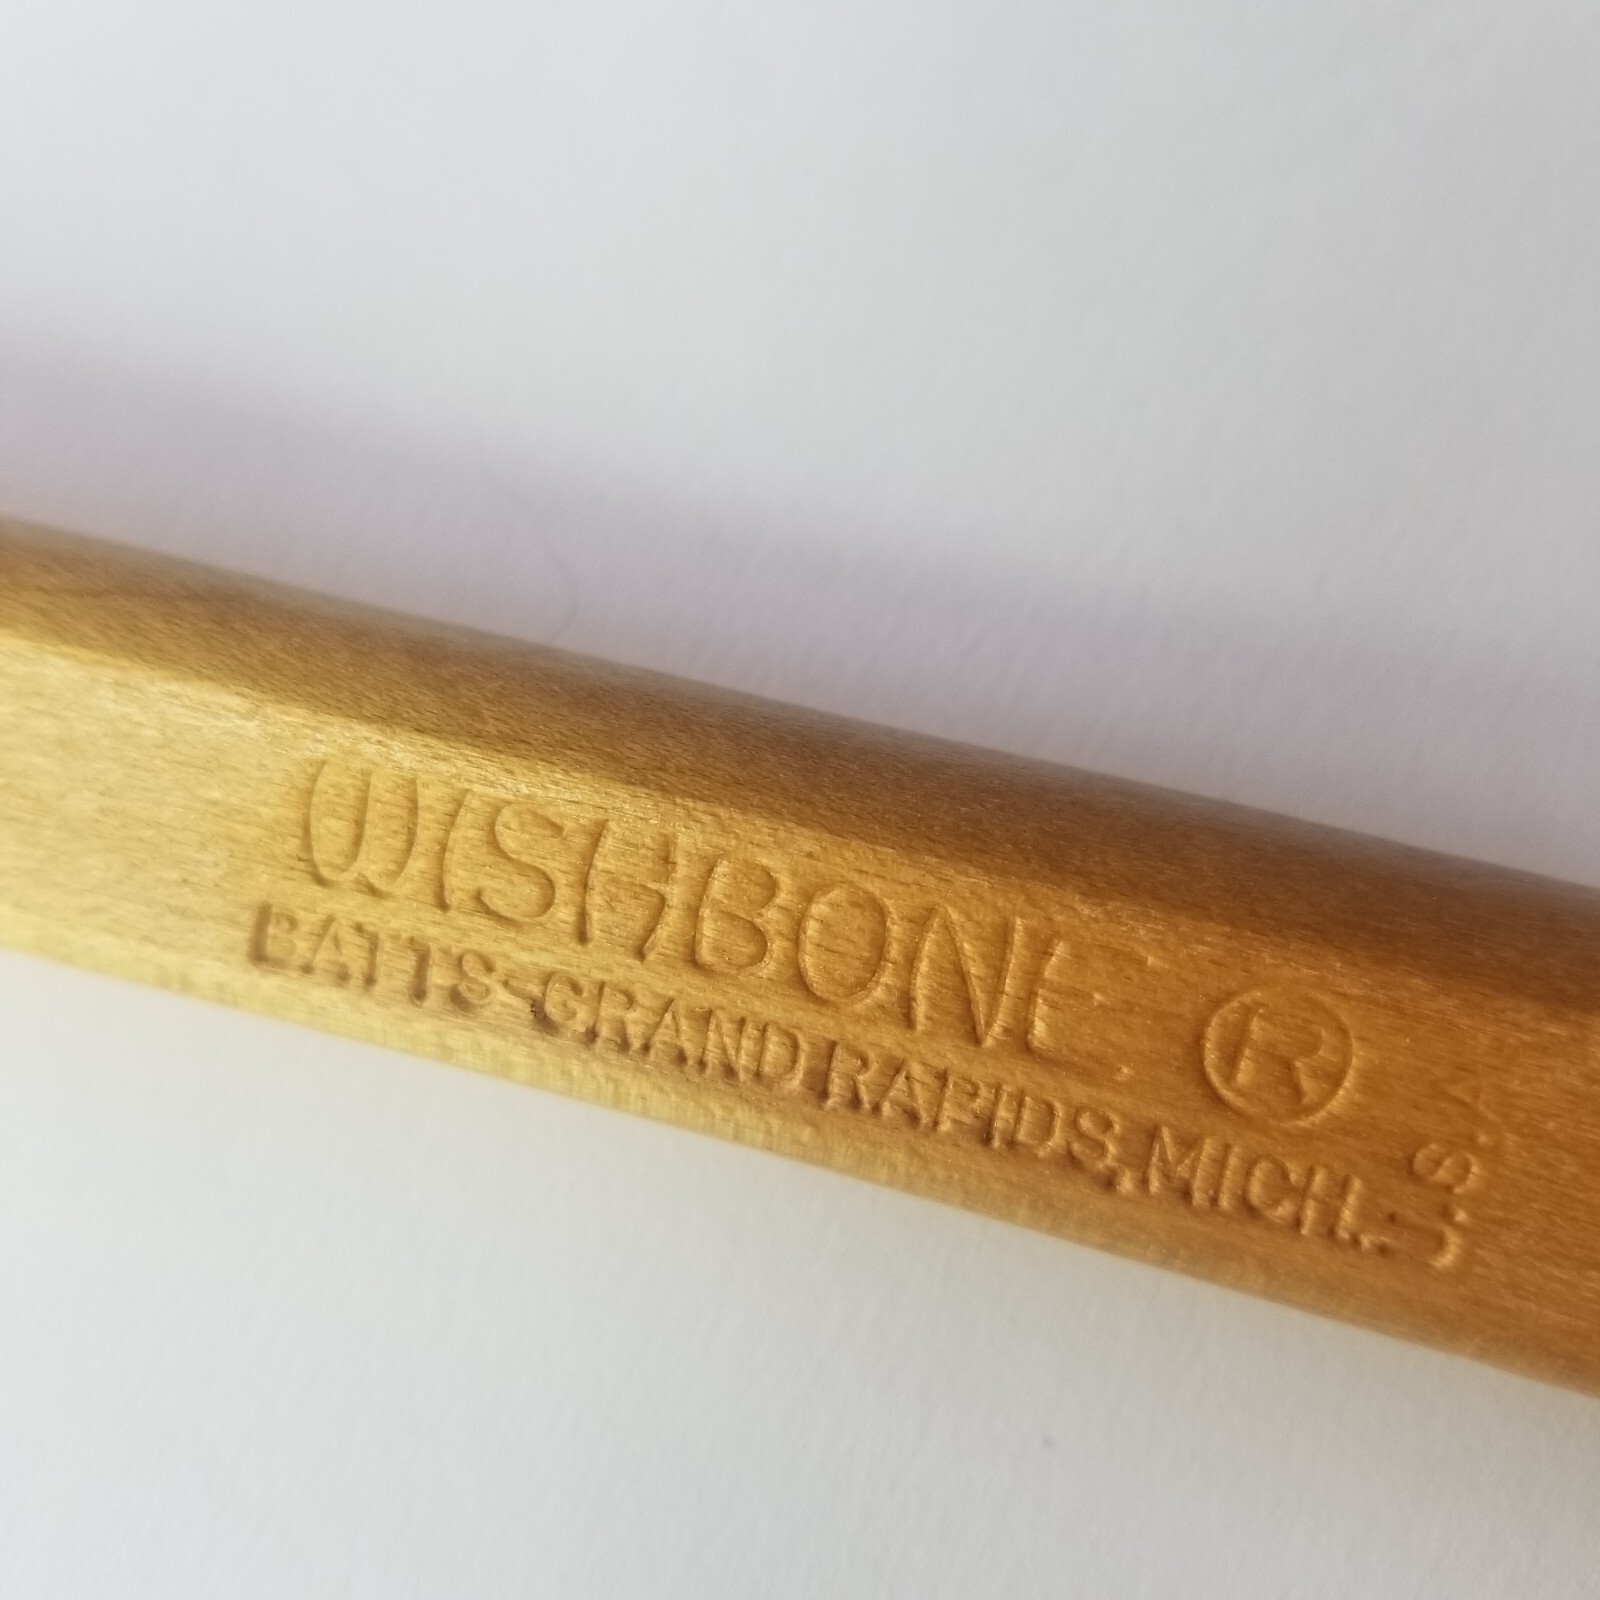 WISHBONE ®
BATTS-GRAND RAPIDS, MICH.
U.S.A